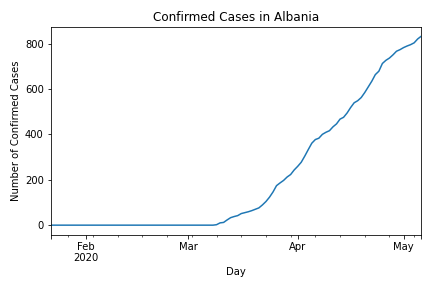 Confirmed Cases in Albania
Number of Confirmed Cases
800
600
400
200
0
Feb
2020
Mar
Apr
May
Day